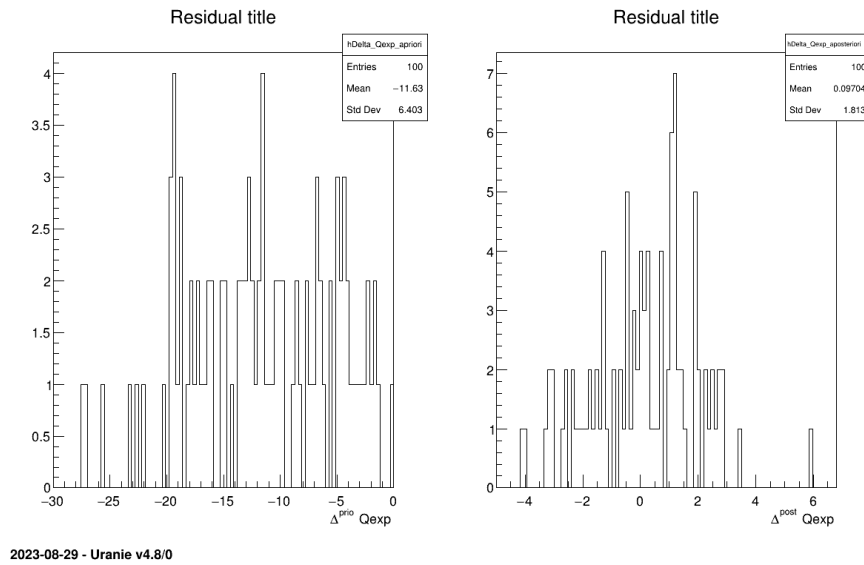 Residual title
hDelta_Qexp_apriori
Entries 100
Mean −11.63
Std Dev 6.403
4
3.5
3
2.5
2
1.5
1
0.5
0
−30 −25 −20 −15 −10 −5 0
Δprio Qexp
Residual title
hDelta_Qexp_aposteriori
Entries 100
Mean 0.09704
Std Dev 1.813
7
6
5
4
3
2
1
0
−4 −2 0 2 4 6
Δpost Qexp
2023-08-29 - Uranie v4.8/0